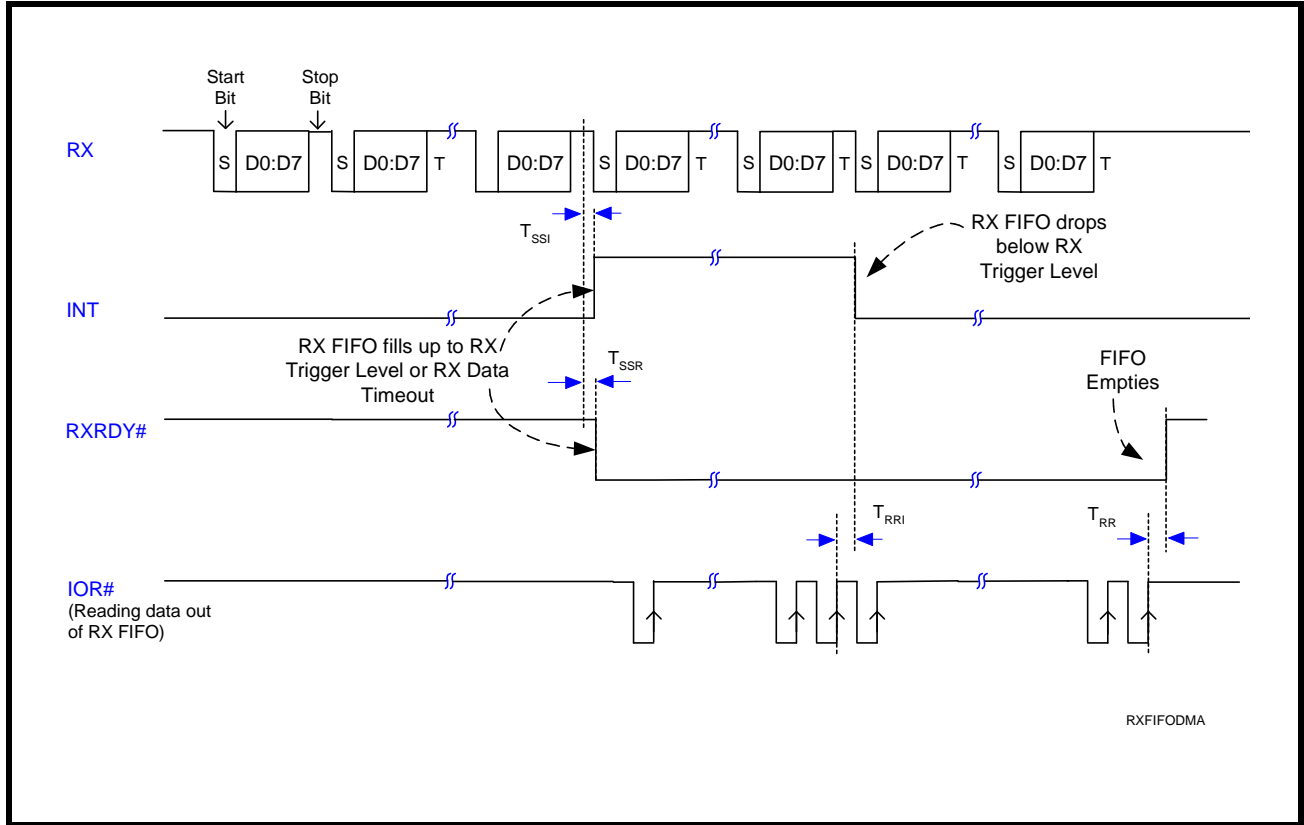 Start
Bit
Stop
Bit
RX
S D0:D7 S D0:D7 T D0:D7 S D0:D7 T S D0:D7 T S D0:D7 T S D0:D7 T
TSSI
RX FIFO drops
below RX
Trigger Level
INT
RX FIFO fills up to RX
Trigger Level or RX Data
Timeout
TSSR
FIFO
Empties
RXRDY#
TRRI
TRR
IOR#
(Reading data out
of RX FIFO)
RXFIFODMA